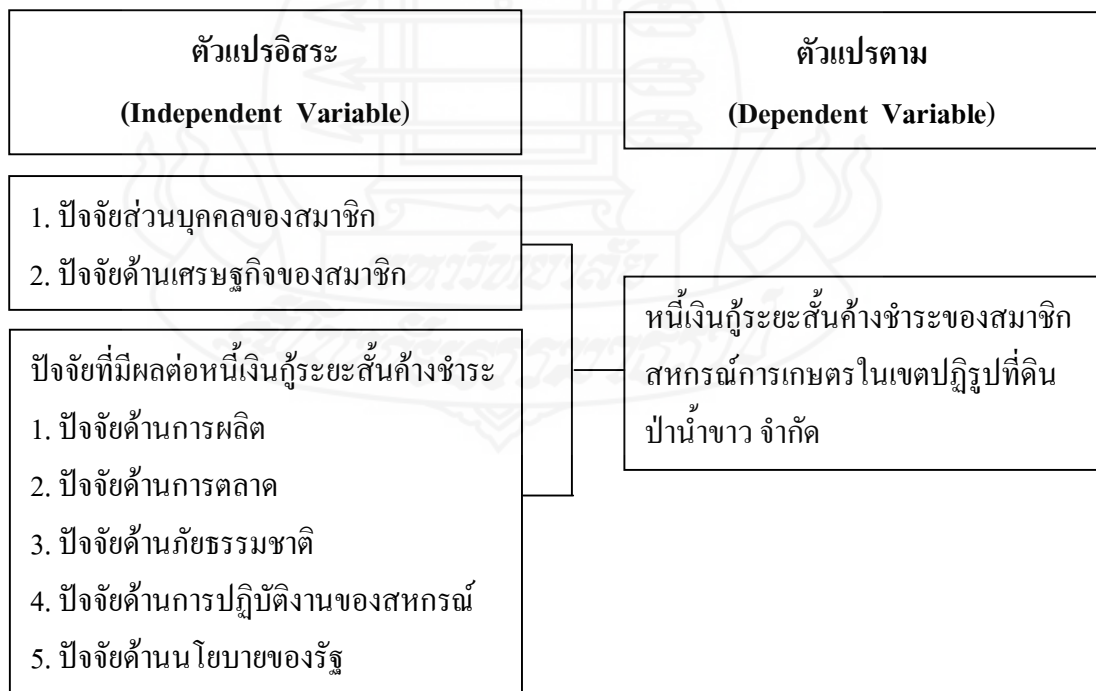 ตัวแปรอิสระ
(Independent Variable)
ตัวแปรตาม
(Dependent Variable)
1. ปัจจัยส่วนบุคคลของสมาชิก
2. ปัจจัยด้านเศรษฐกิจของสมาชิก
ปัจจัยที่มีผลต่อหนี้เงินกู้ระยะสั้นค้างชำระ
1. ปัจจัยด้านการผลิต
2. ปัจจัยด้านการตลาด
3. ปัจจัยด้านภัยธรรมชาติ
4. ปัจจัยด้านการปฏิบัติงานของสหกรณ์
5. ปัจจัยด้านนโยบายของรัฐ
หนี้เงินกู้ระยะสั้นค้างชำระของสมาชิก
สหกรณ์การเกษตรในเขตปฏิรูปที่ดิน
ป่าน้ำขาว จำกัด